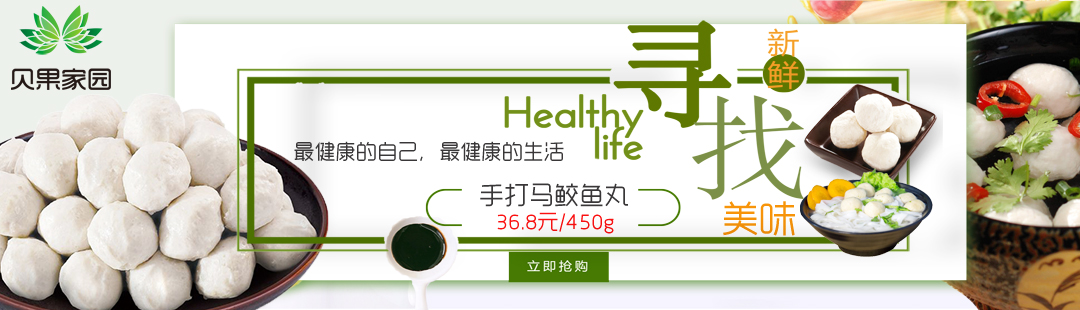 贝果家园
寻找
新鲜
美味
Healthy
life
最健康的自己，最健康的生活
手打马鲛鱼丸
36.8元/450g
立即抢购